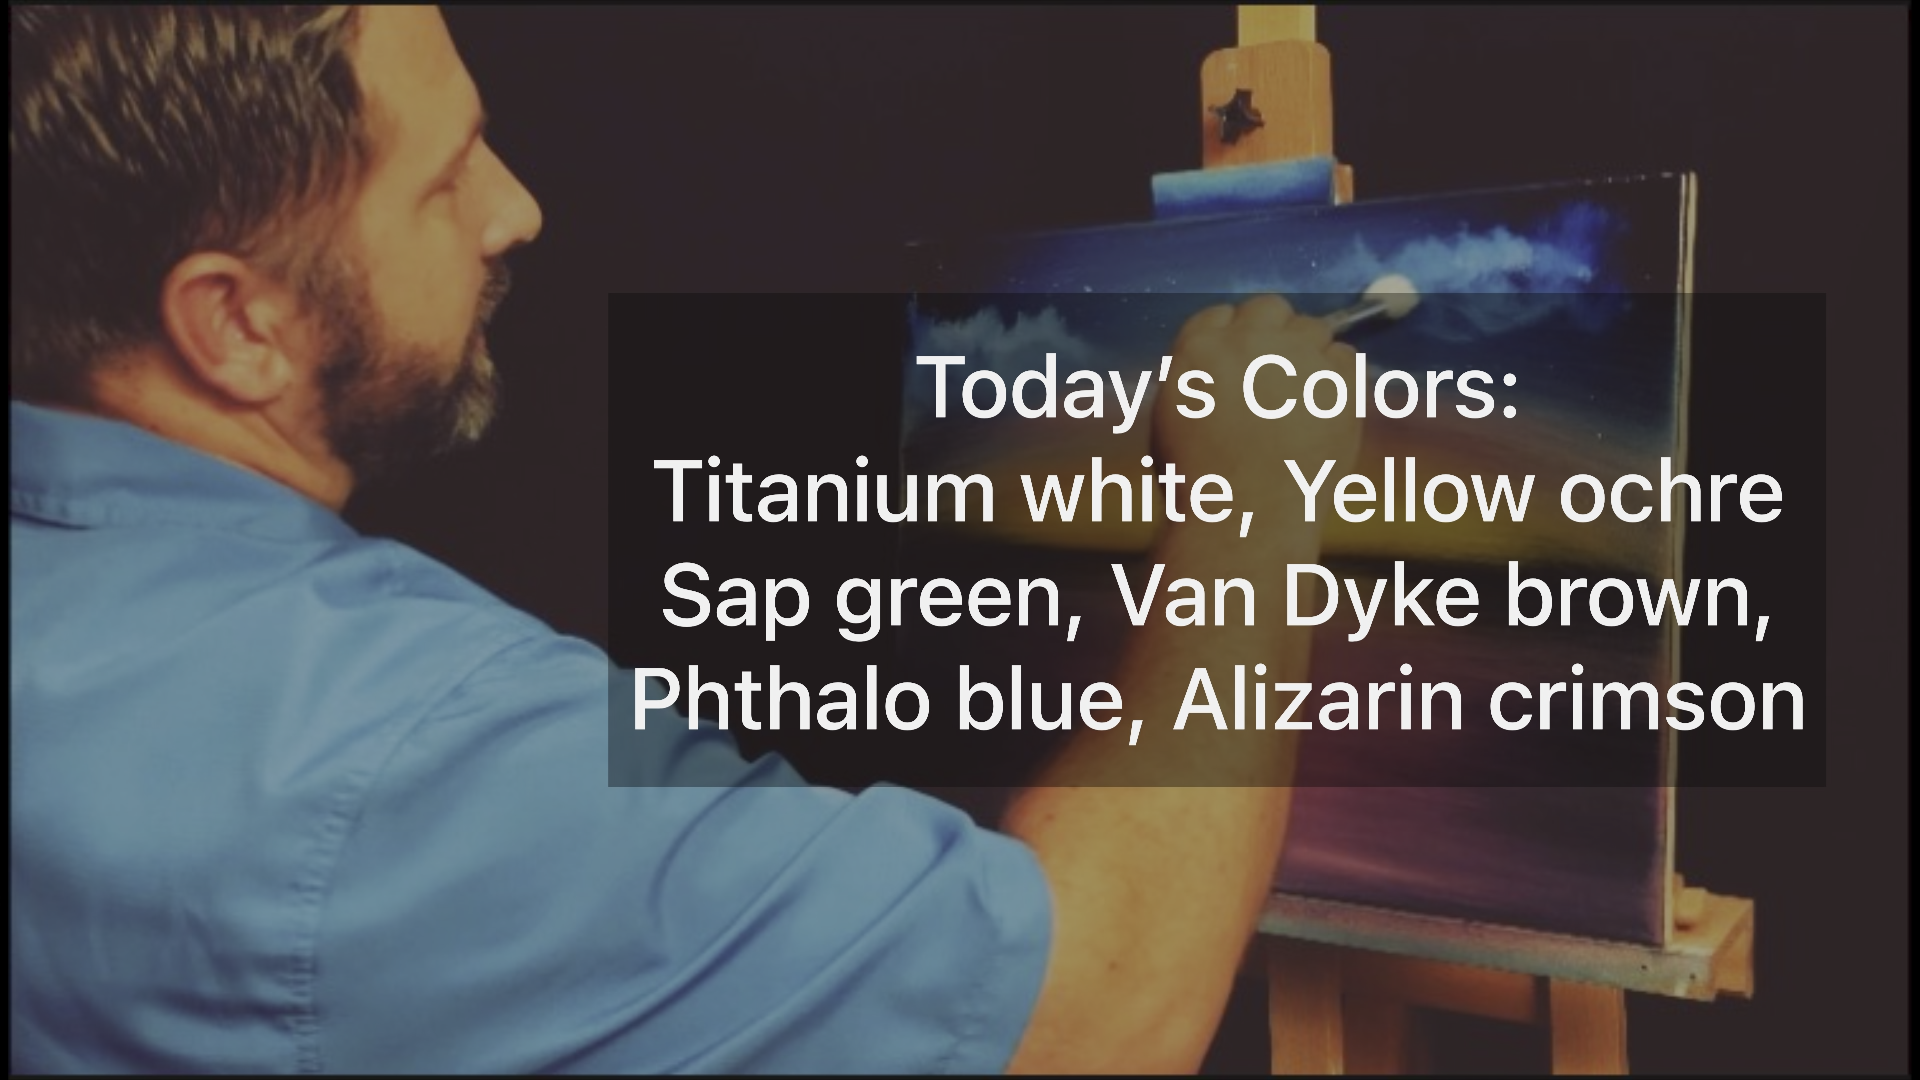 Today’s Colors:
Titanium white, Yellow ochre
Sap green, Van Dyke brown,
Phthalo blue, Alizarin crimson